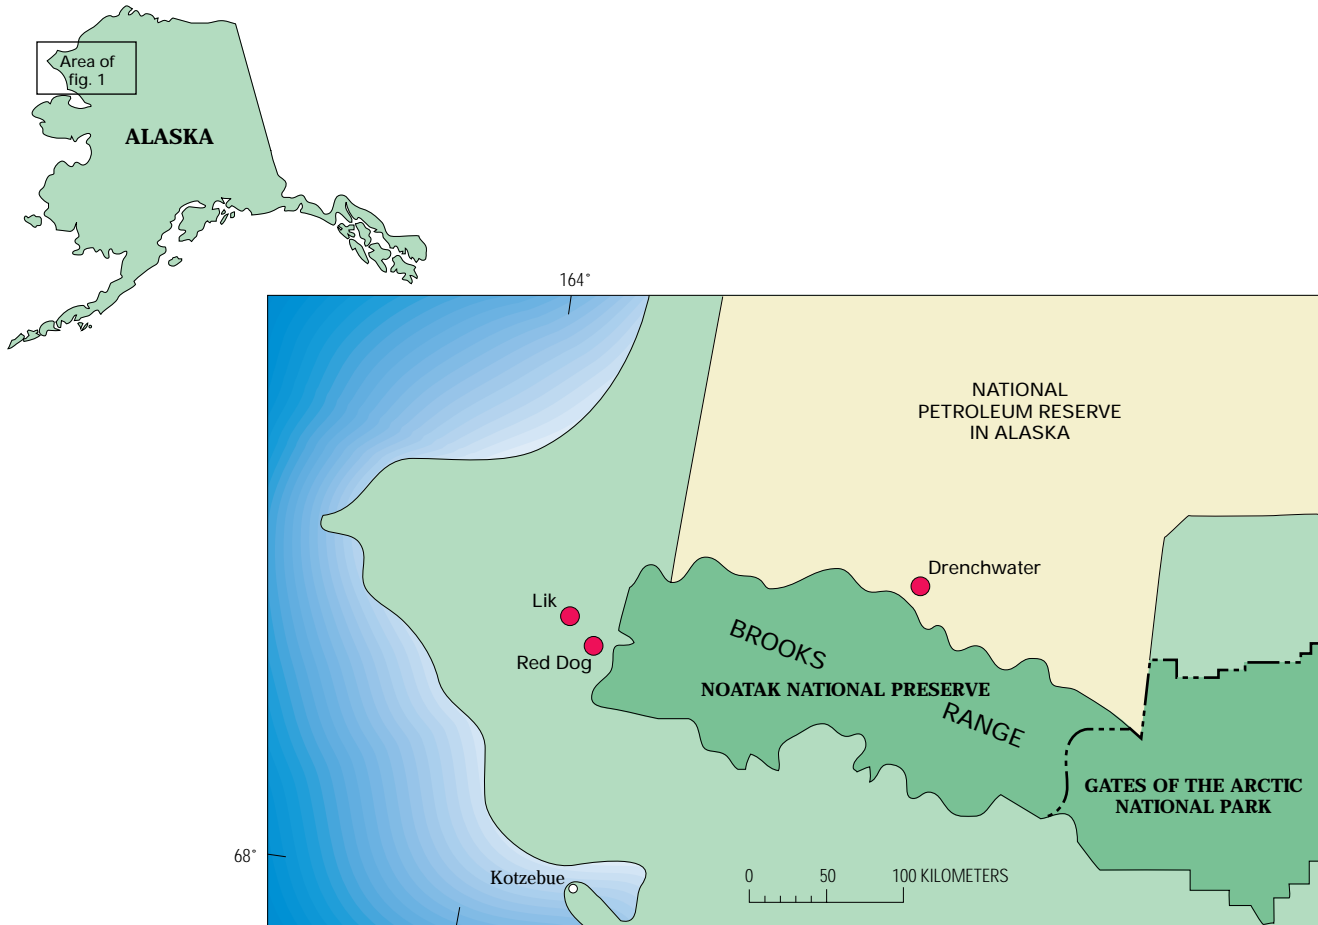 Area of
fig. 1
ALASKA
164°
NATIONAL
PETROLEUM RESERVE
IN ALASKA
Drenchwater
Lik
Red Dog
BROOKS
NOATAK NATIONAL PRESERVE
RANGE
GATES OF THE ARCTIC
NATIONAL PARK
68°
Kotzebue
0 50 100 KILOMETERS